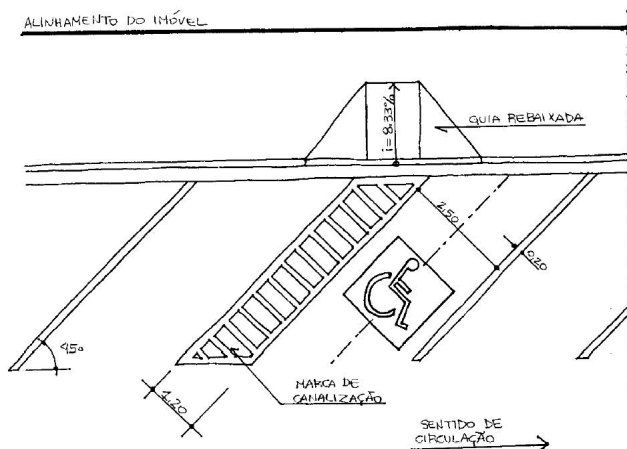 ALINHAMENTO DO IMÓVEL
i=8.33%
GUIA REBAIXADA
2.50
0.20
45º
MARCA DE
CANALIZAÇÃO
1.20
SENTIDO DE
CIRCULAÇÃO